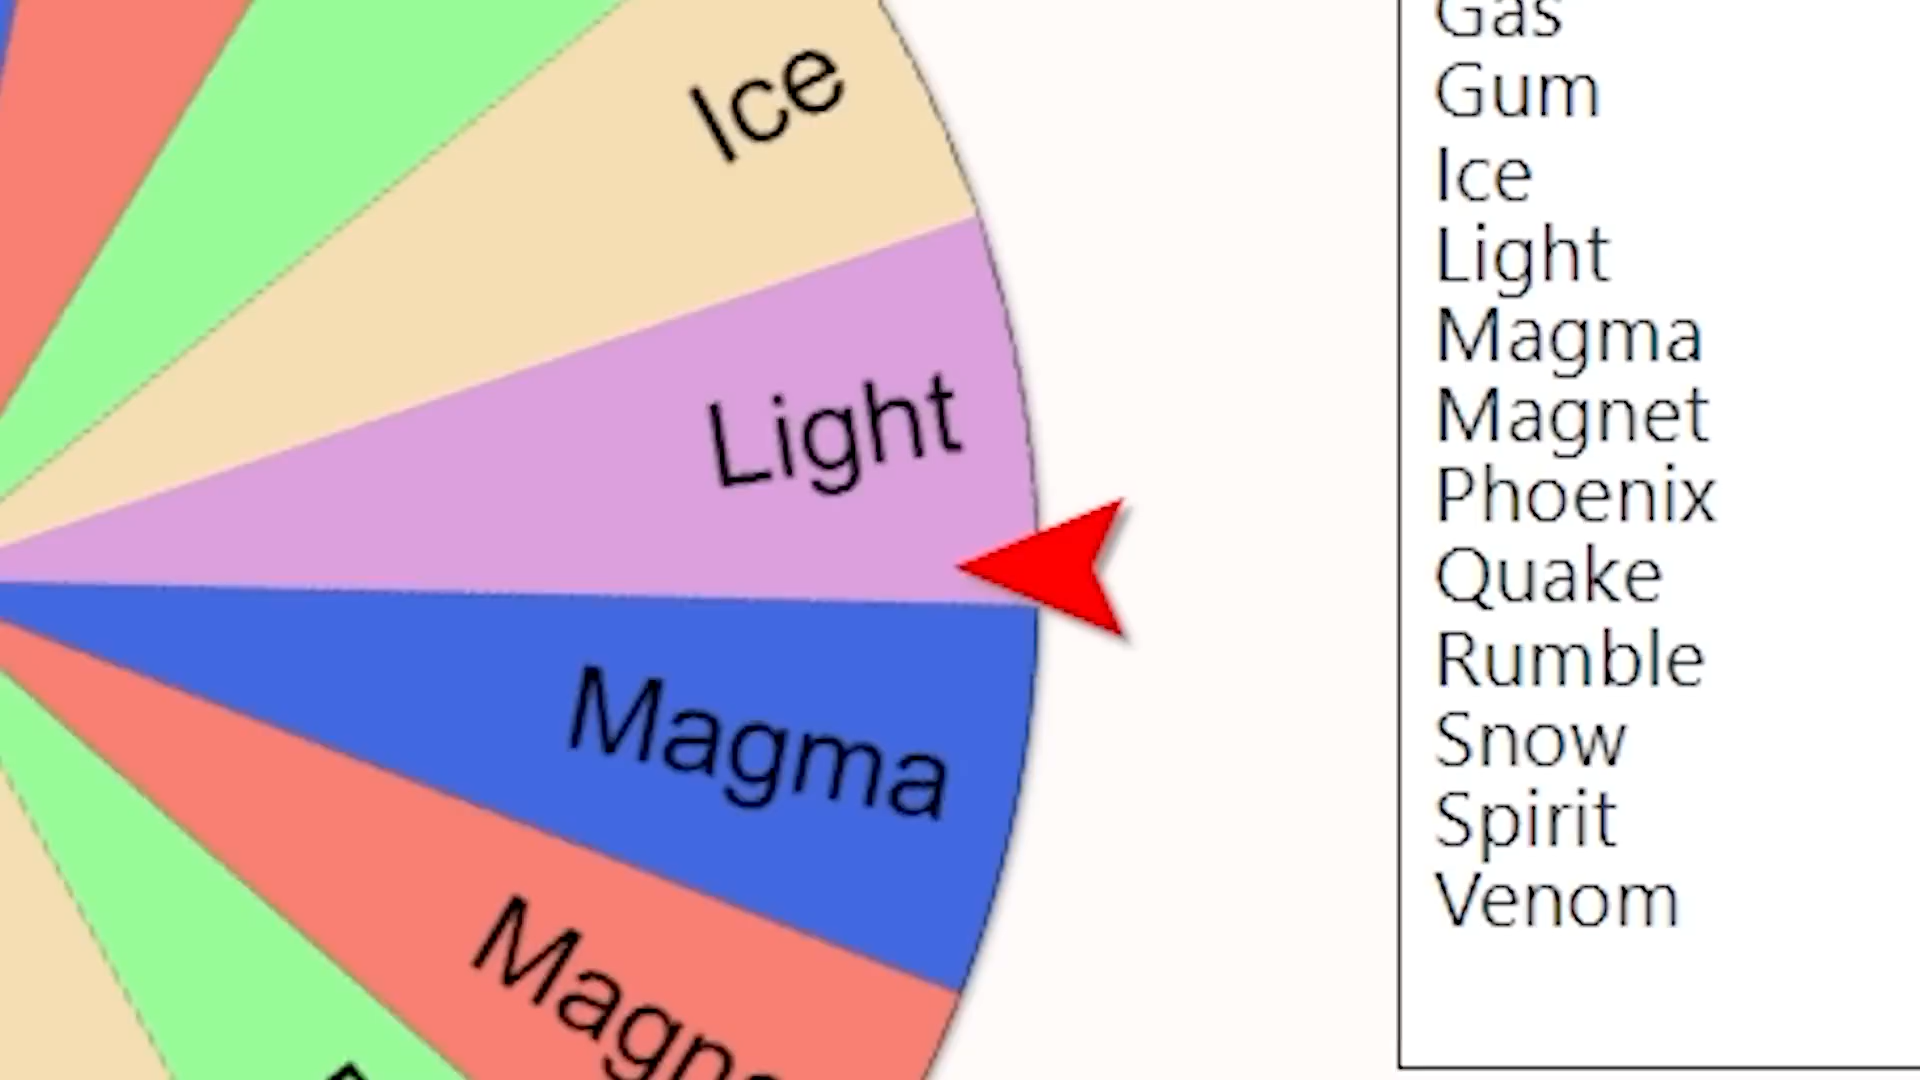 Ice
Light
Magma
Gas
Gum
Ice
Light
Magma
Magnet
Phoenix
Quake
Rumble
Snow
Spirit
Venom